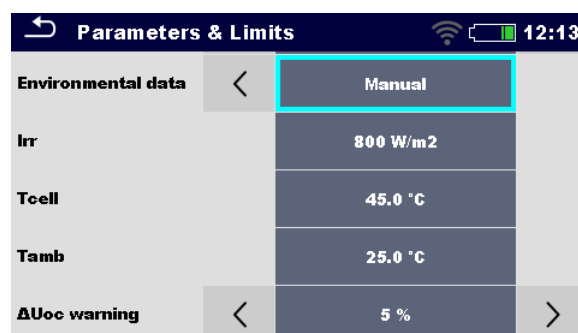 Parameters & Limits 12:13
Environmental data Manual
Irr 800 W/m2
Tcell 45.0 °C
Tamb 25.0 °C
ΔUoc warning 5 %